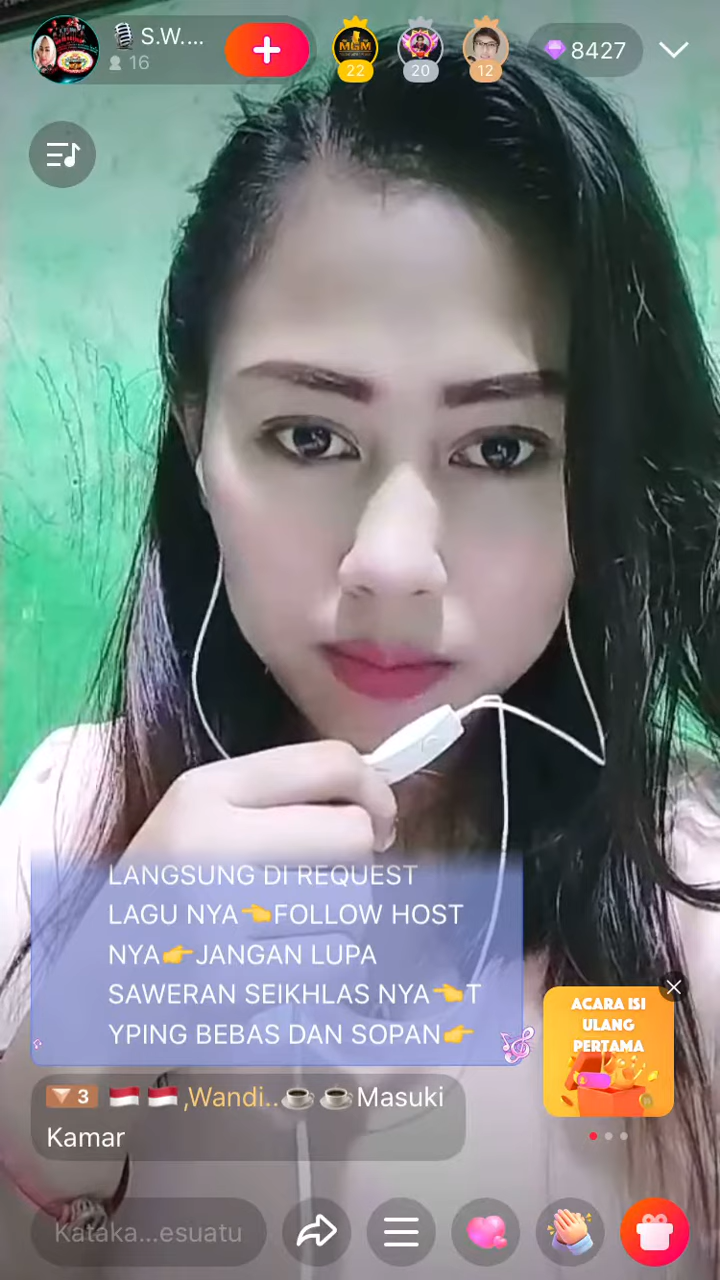 S.W....
16
MGM
22
20
12
8427
LANGSUNG DI REQUEST
LAGU NYA👈FOLLOW HOST
NYA👉JANGAN LUPA
SAWERAN SEIKHLAS NYA👈T
YPING BEBAS DAN SOPAN👉
ACARA ISI
ULANG
PERTAMA
3 🇮🇩 🇮🇩 ,Wandi..☕☕Masuki
Kamar
Kataka...esuatu